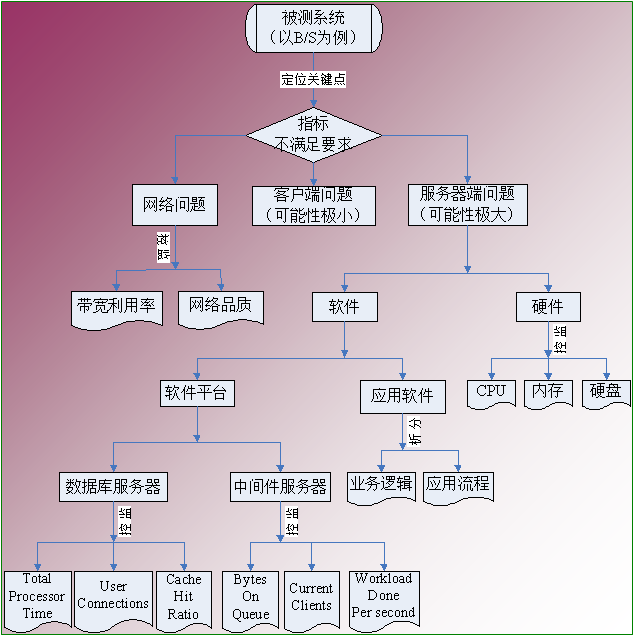 被测系统
（以B/S为例）
定位关键点
指标
不满足要求
网络问题
客户端问题
（可能性极小）
服务器端问题
（可能性极大）
监控
带宽利用率
网络品质
软件
硬件
监控
CPU
内存
硬盘
软件平台
应用软件
分析
数据库服务器
中间件服务器
业务逻辑
应用流程
监控
监控
Total
Processor
Time
User
Connections
Cache
Hit
Ratio
Bytes
On
Queue
Current
Clients
Workload
Done
Per second